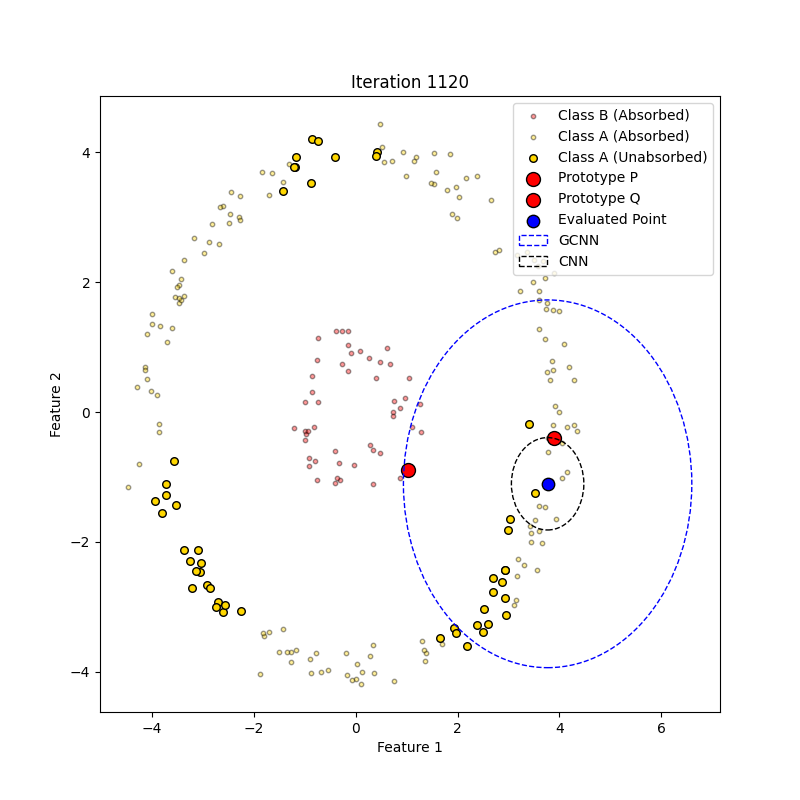 Iteration 1120
Class B (Absorbed)
Class A (Absorbed)
Class A (Unabsorbed)
Prototype P
Prototype Q
Evaluated Point
GCNN
CNN
4
2
0
−2
−4
Feature 2
−4
−2
0
2
4
6
Feature 1